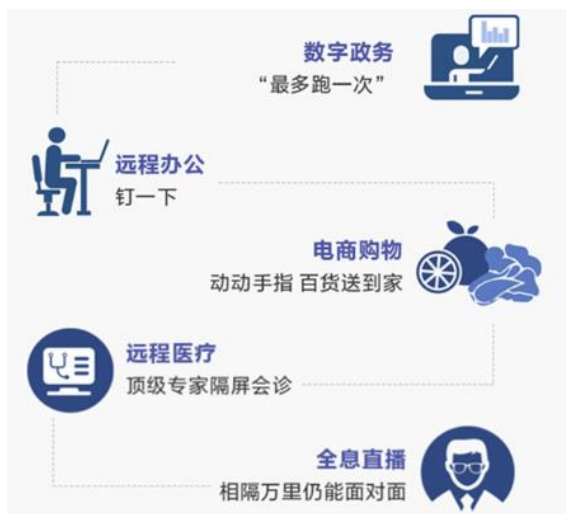 数字政务
“最多跑一次”
远程办公
钉一下
电商购物
动动手指 百货送到家
远程医疗
顶级专家隔屏会诊
全息直播
相隔万里仍能面对面